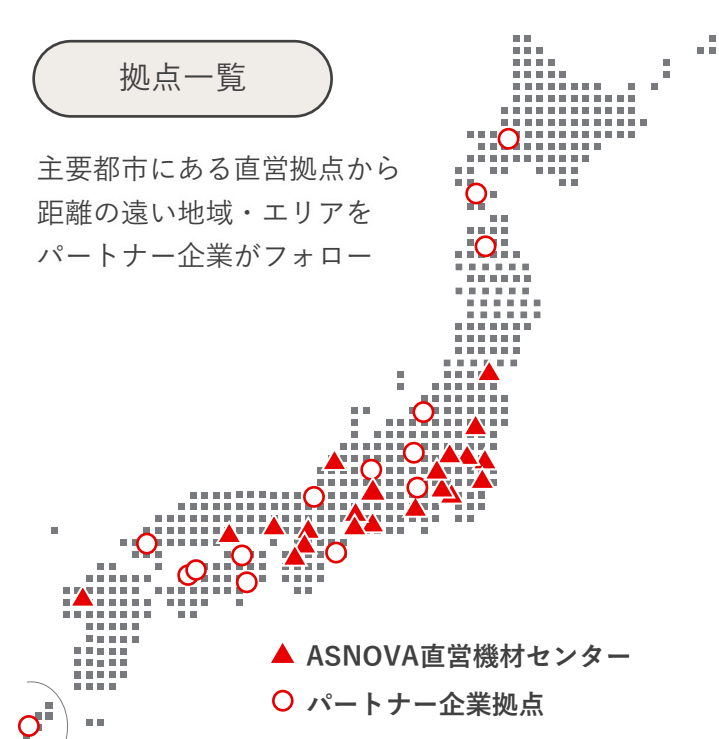 拠点一覧
主要都市にある直営拠点から
距離の遠い地域・エリアを
パートナー企業がフォロー
ASNOVA直営機材センター
パートナー企業拠点